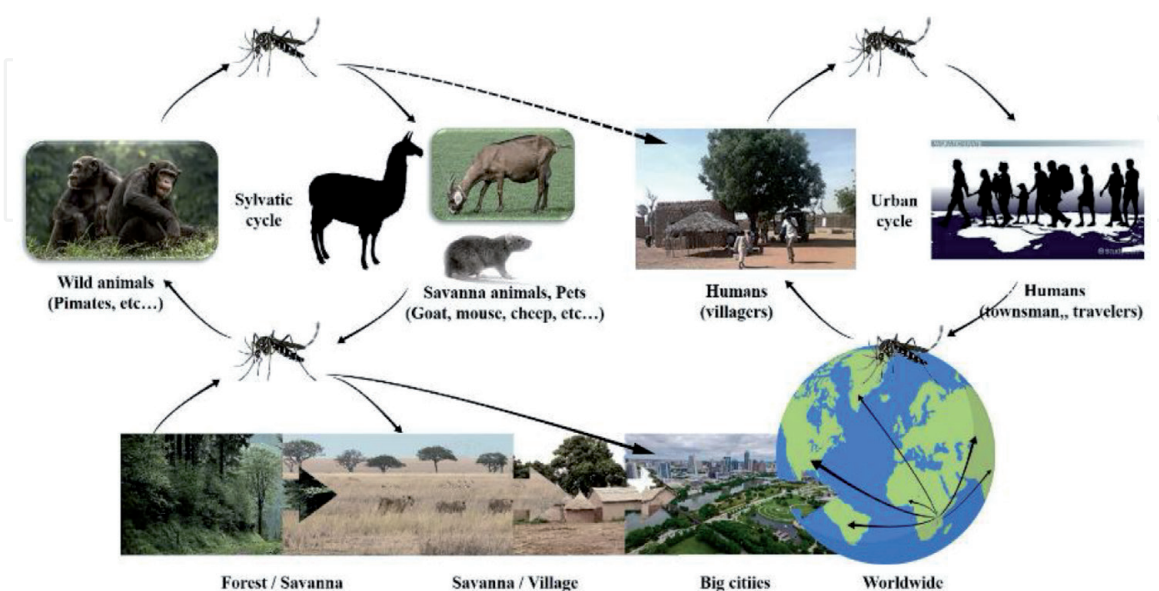 Sylvatic
cycle
Urban
cycle
Wild animals
(Pimates, etc…)
Savanna animals, Pets
(Goat, mouse, cheep, etc…)
Humans
(villagers)
Humans
(townsman,, travelers)
Forest / Savanna
Savanna / Village
Big citiies
Worldwide